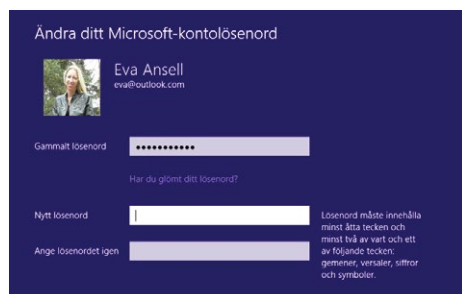 Ändra ditt Microsoft-kontolösenord
Eva Ansell
eva@outlook.com
Gammalt lösenord
Har du glömt ditt lösenord?
Nytt lösenord
Lösenord måste innehålla
minst åtta tecken och
minst två av vart och ett
av följande tecken:
gemener, versaler, siffror
och symboler.
Ange lösenordet igen